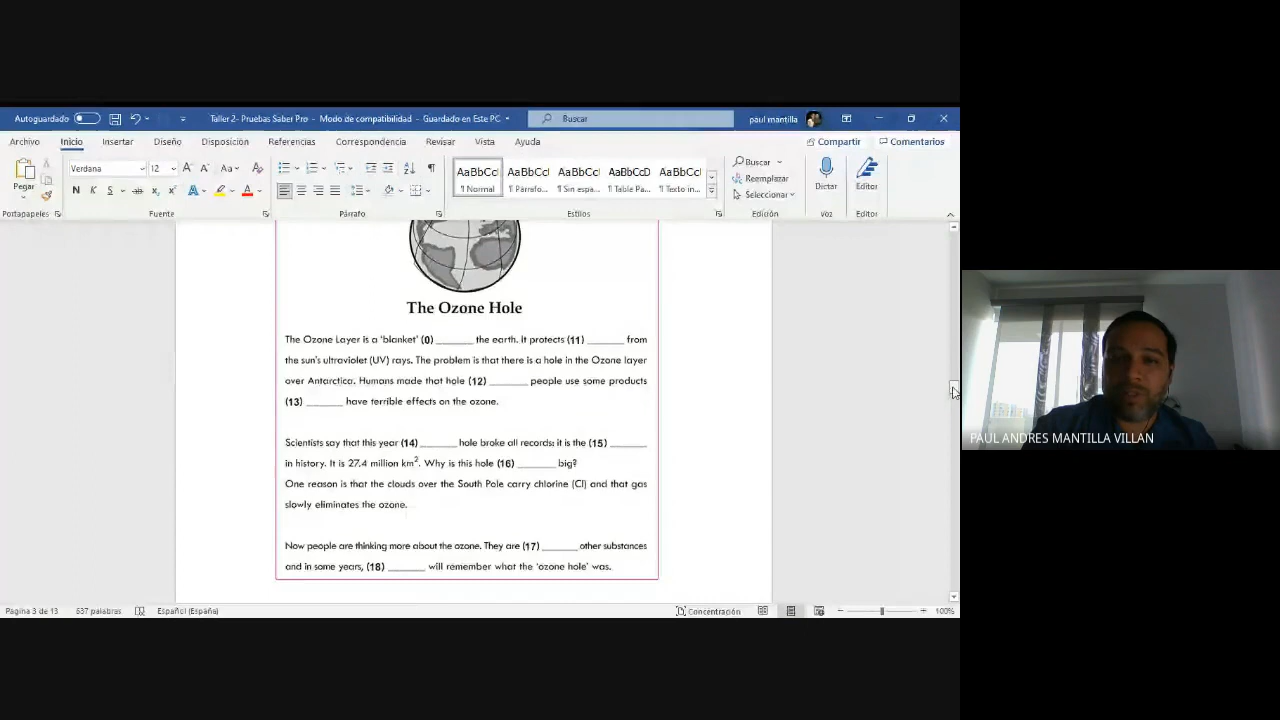 Autoguardado
Taller 2- Pruebas Saber Pro - Modo de compatibilidad - Guardado en Este PC
Buscar
paul mantilla
Archivo Inicio Insertar Diseño Disposición Referencias Correspondencia Revisar Vista Ayuda Compartir Comentarios
Pegar
Verdana 12
N K S
AaBbCcI AaBbCcI AaBbCcI AaBbCcD AaBbCcI
¶ Normal ¶ Párrafo... ¶ Sin espa... ¶ Table Pa... ¶ Texto in...
Buscar
Reemplazar
Seleccionar
Dictar
Editor
Portapapeles Fuente Párrafo Estilos Edición Voz Editor
The Ozone Hole
The Ozone Layer is a 'blanket' (0) _______ the earth. It protects (11) _______ from
the sun's ultraviolet (UV) rays. The problem is that there is a hole in the Ozone layer
over Antarctica. Humans made that hole (12) _______ people use some products
(13) _______ have terrible effects on the ozone.
Scientists say that this year (14) _______ hole broke all records: it is the (15) _______
in history. It is 27.4 million km². Why is this hole (16) _______ big?
One reason is that the clouds over the South Pole carry chlorine (Cl) and that gas
slowly eliminates the ozone.
Now people are thinking more about the ozone. They are (17) _______ other substances
and in some years, (18) _______ will remember what the 'ozone hole' was.
Página 3 de 13 637 palabras Español (España) Concentración 100%
PAUL ANDRES MANTILLA VILLAN